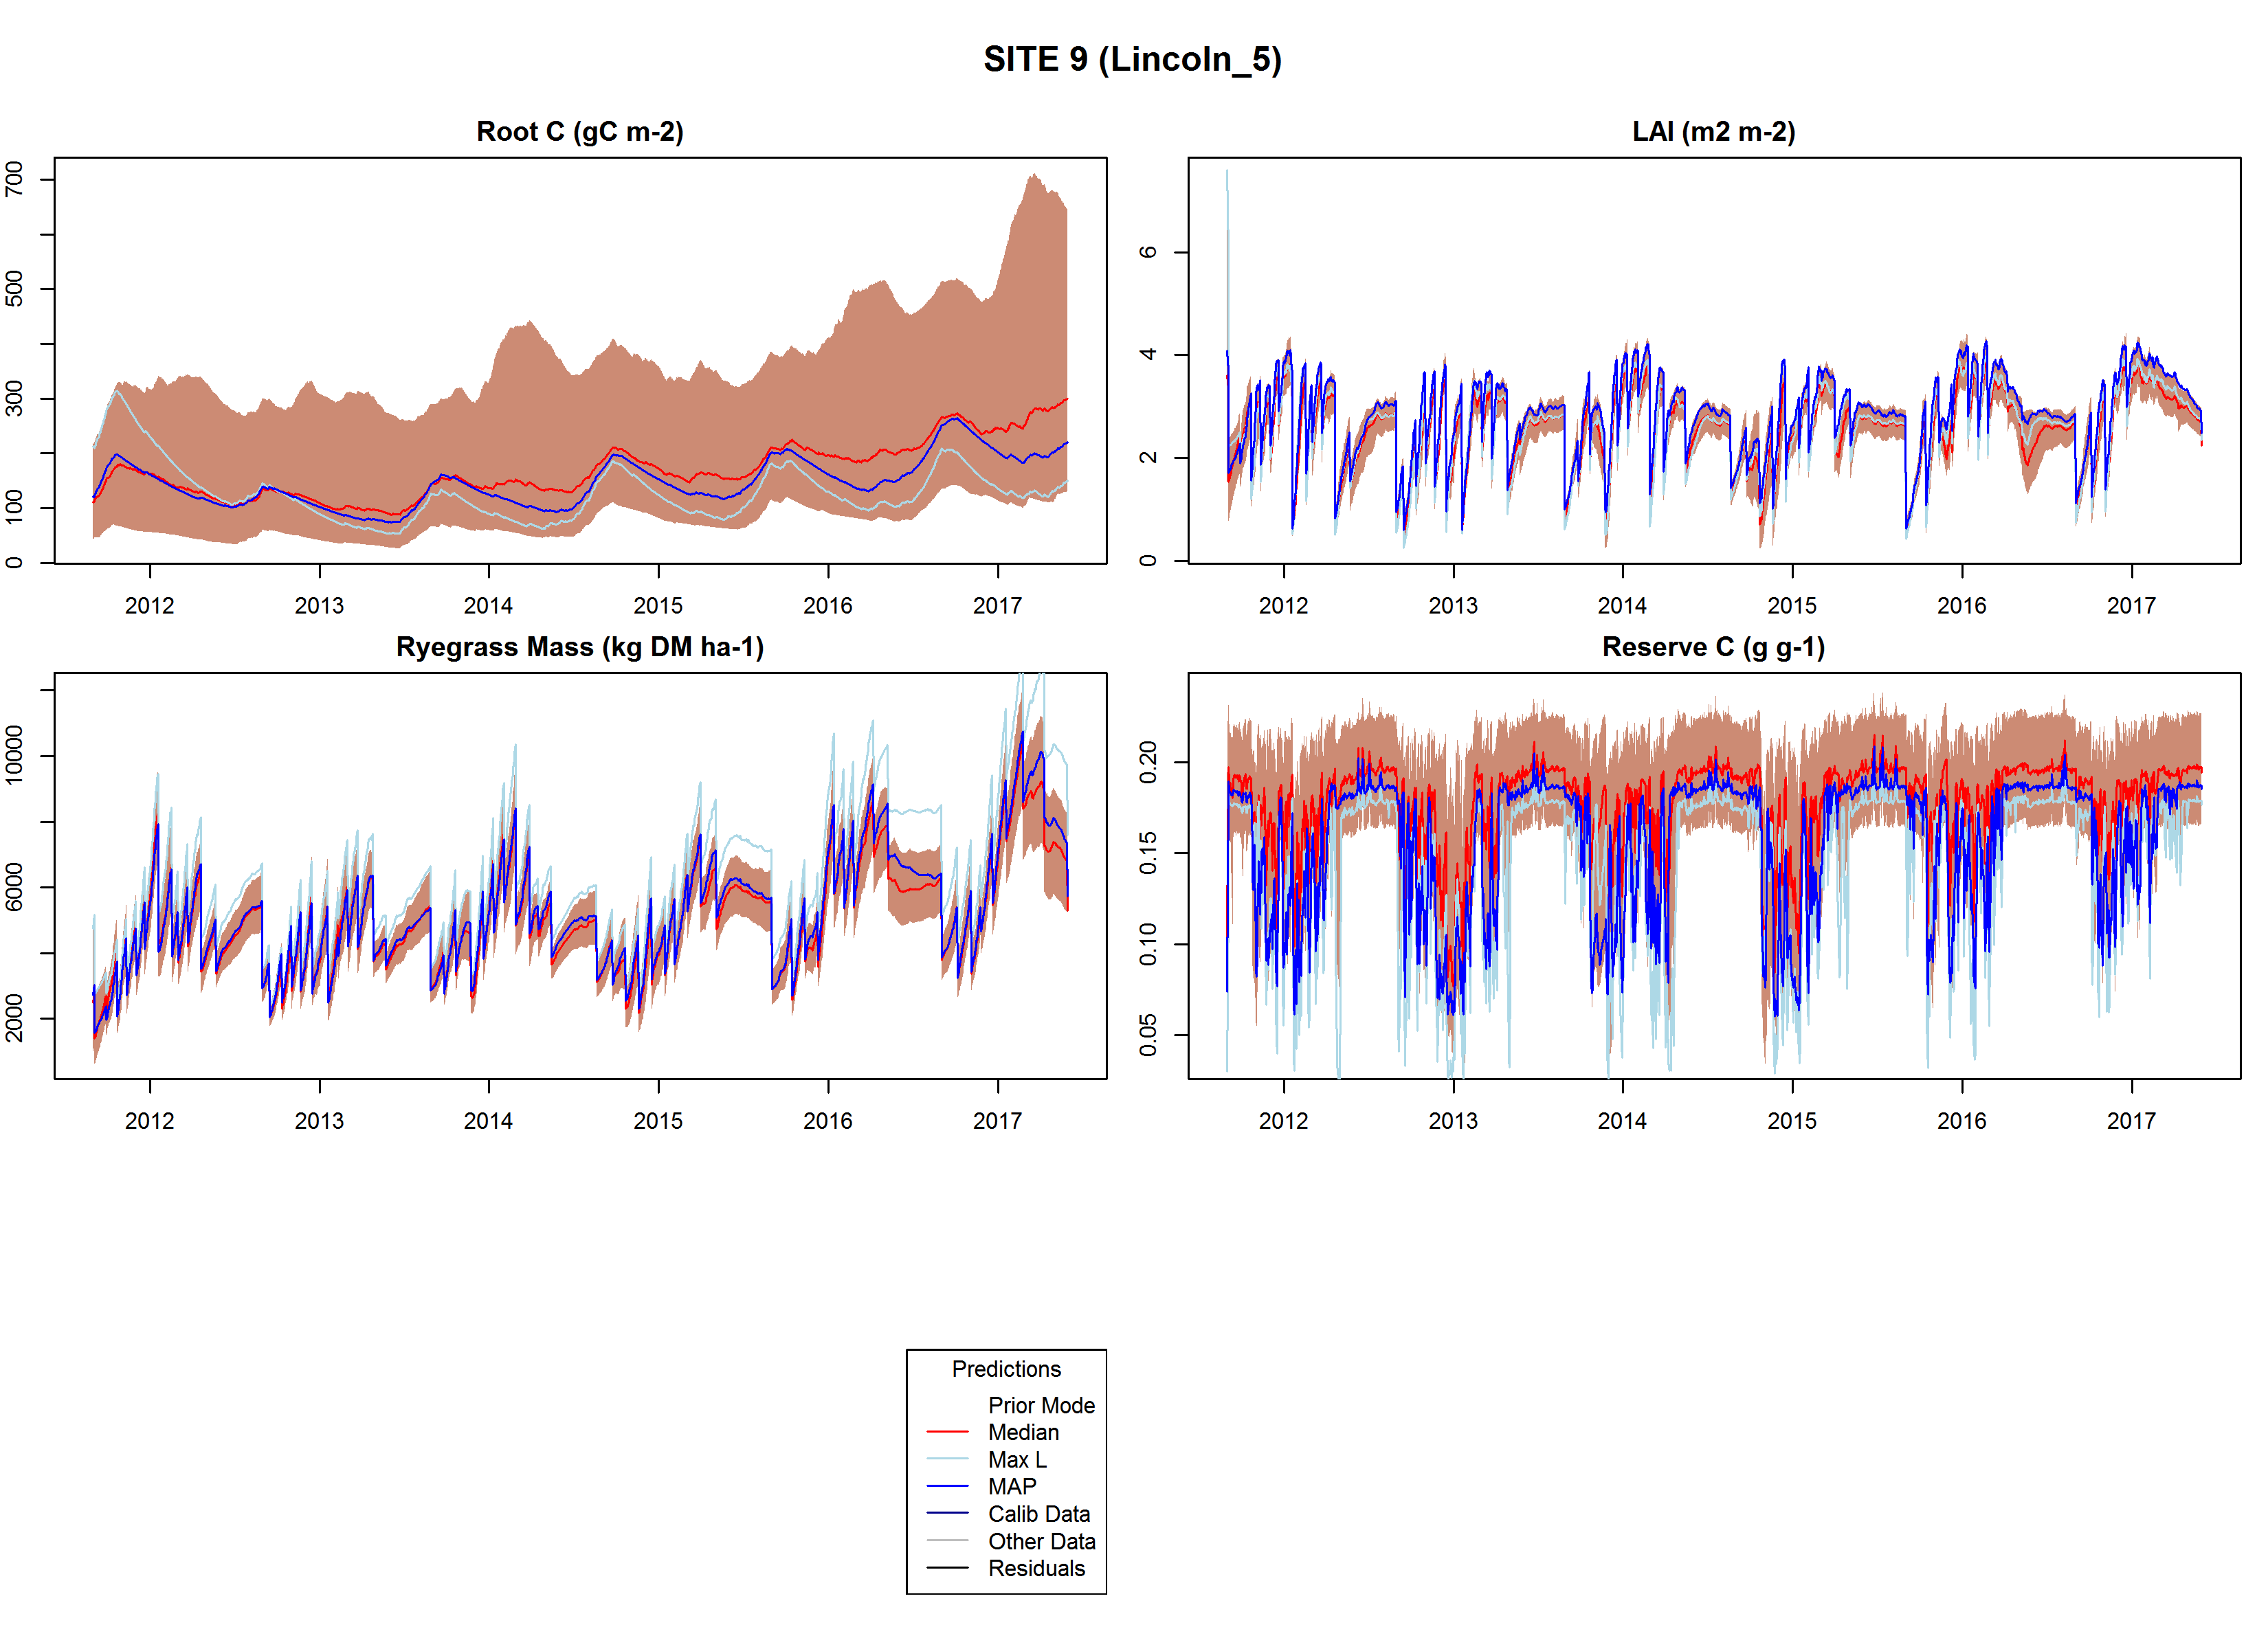 SITE 9 (Lincoln_5)
Root C (gC m-2)
700
500
300
100
0
2012 2013 2014 2015 2016 2017
LAI (m2 m-2)
6
4
2
0
2012 2013 2014 2015 2016 2017
Ryegrass Mass (kg DM ha-1)
10000
6000
2000
2012 2013 2014 2015 2016 2017
Reserve C (g g-1)
0.20
0.15
0.10
0.05
2012 2013 2014 2015 2016 2017
Predictions
Prior Mode
Median
Max L
MAP
Calib Data
Other Data
Residuals